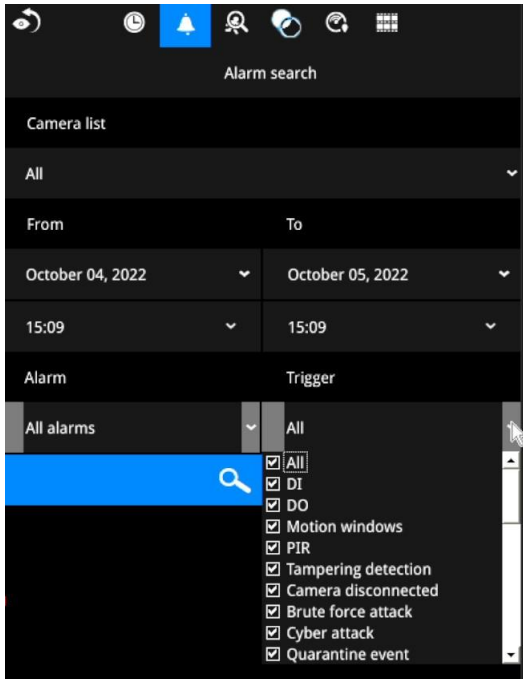 Alarm search
Camera list
All
From To
October 04, 2022 October 05, 2022
15:09 15:09
Alarm Trigger
All alarms All
All
DI
DO
Motion windows
PIR
Tampering detection
Camera disconnected
Brute force attack
Cyber attack
Quarantine event